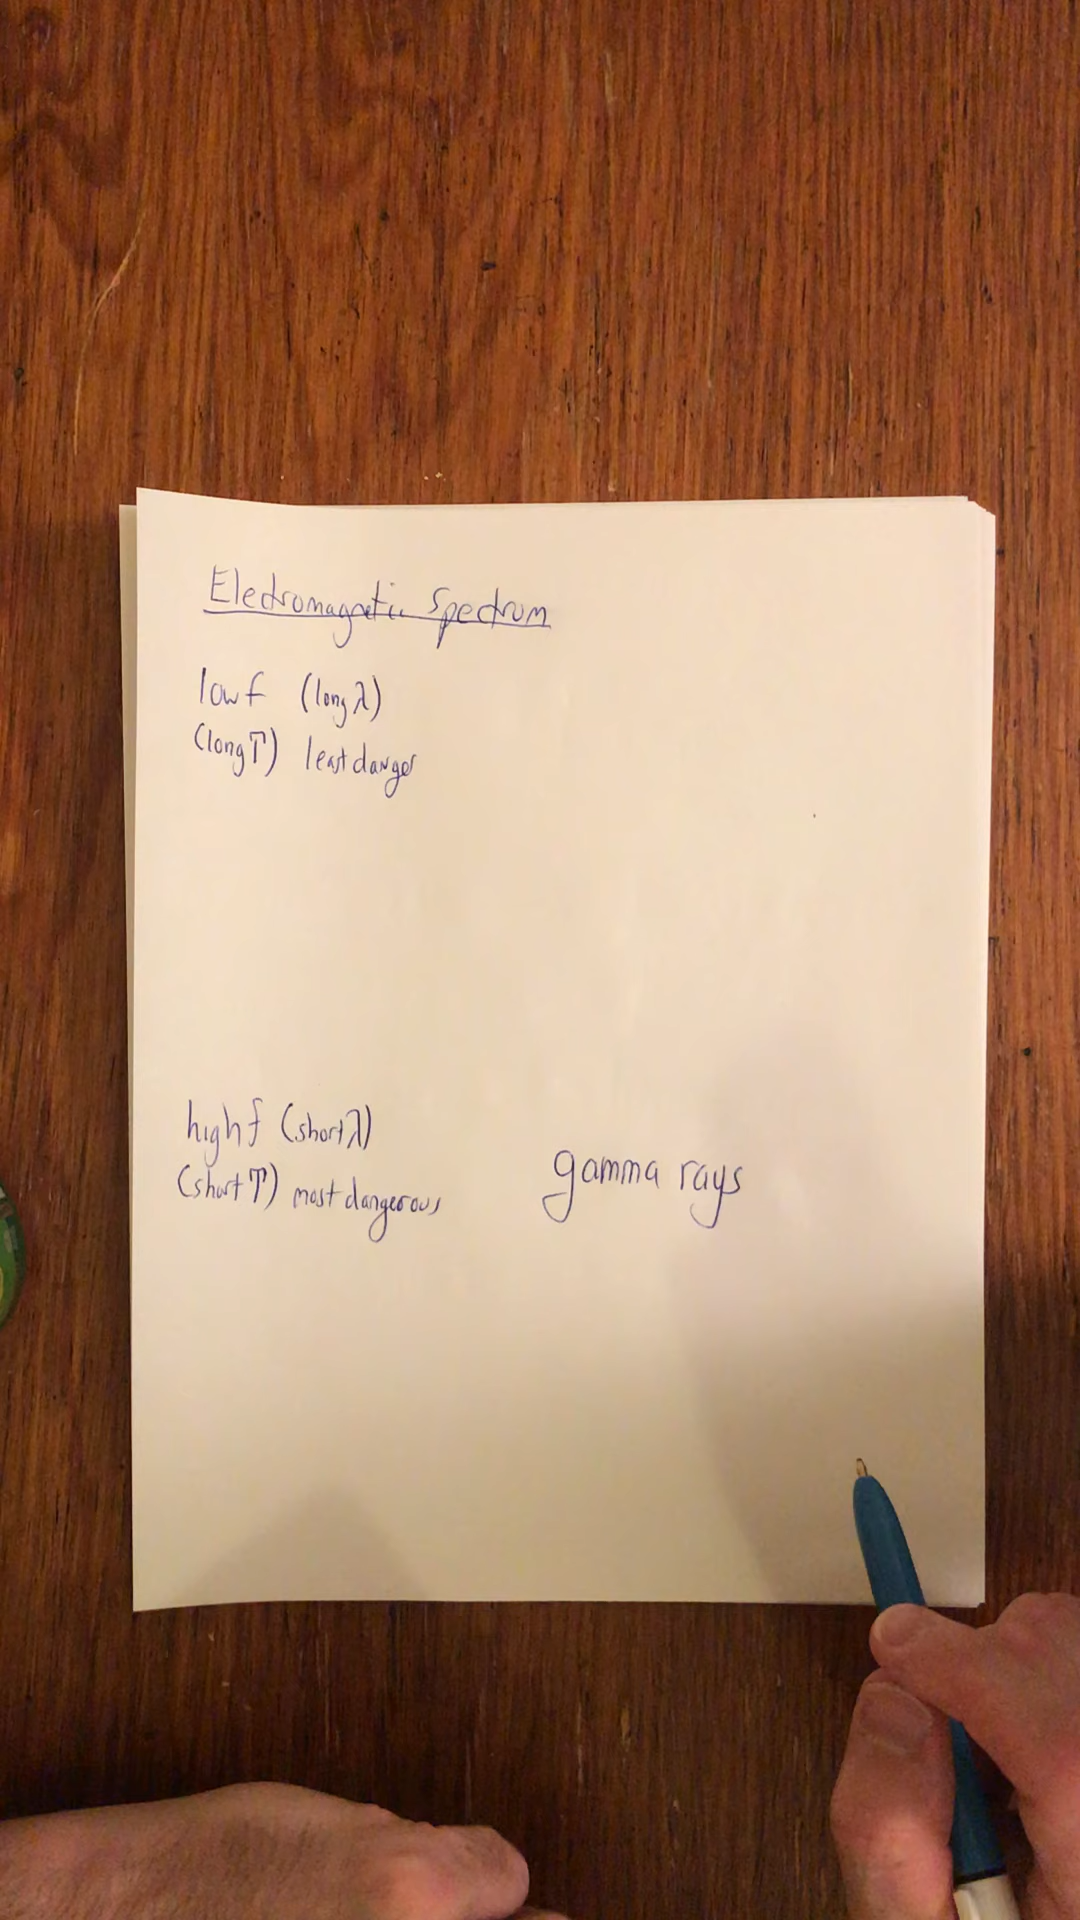 Electromagnetic Spectrum
low f (long λ)
(long T) least danger
high f (short λ)
(short T) most dangerous
gamma rays